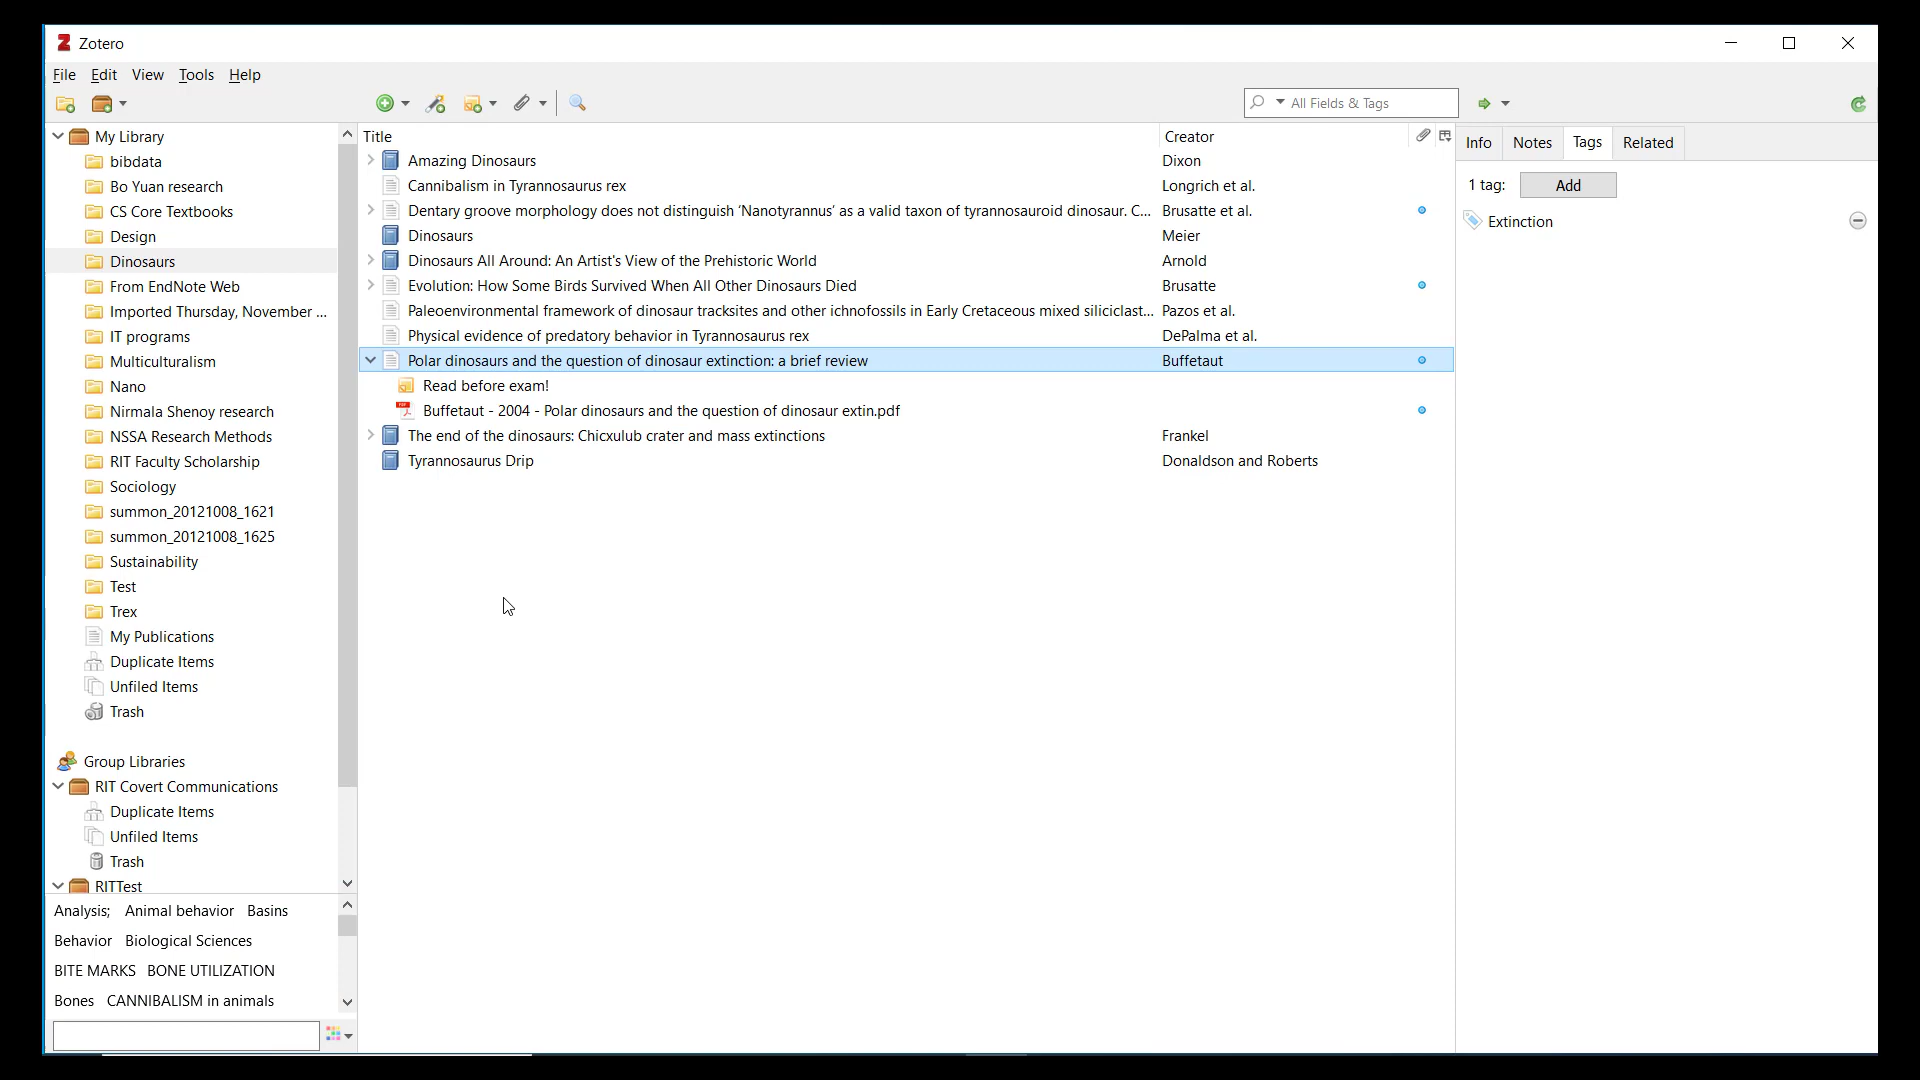 Zotero
File Edit View Tools Help
All Fields & Tags
My Library
bibdata
Bo Yuan research
CS Core Textbooks
Design
Dinosaurs
From EndNote Web
Imported Thursday, November ...
IT programs
Multiculturalism
Nano
Nirmala Shenoy research
NSSA Research Methods
RIT Faculty Scholarship
Sociology
summon_20121008_1621
summon_20121008_1625
Sustainability
Test
Trex
My Publications
Duplicate Items
Unfiled Items
Trash
Group Libraries
RIT Covert Communications
Duplicate Items
Unfiled Items
Trash
RITTest
Analysis; Animal behavior Basins
Behavior Biological Sciences
BITE MARKS BONE UTILIZATION
Bones CANNIBALISM in animals
Title Creator
Amazing Dinosaurs Dixon
Cannibalism in Tyrannosaurus rex Longrich et al.
Dentary groove morphology does not distinguish ‘Nanotyrannus’ as a valid taxon of tyrannosauroid dinosaur. C... Brusatte et al.
Dinosaurs Meier
Dinosaurs All Around: An Artist's View of the Prehistoric World Arnold
Evolution: How Some Birds Survived When All Other Dinosaurs Died Brusatte
Paleoenvironmental framework of dinosaur tracksites and other ichnofossils in Early Cretaceous mixed siliciclast... Pazos et al.
Physical evidence of predatory behavior in Tyrannosaurus rex DePalma et al.
Polar dinosaurs and the question of dinosaur extinction: a brief review Buffetaut
Read before exam!
Buffetaut - 2004 - Polar dinosaurs and the question of dinosaur extin.pdf
The end of the dinosaurs: Chicxulub crater and mass extinctions Frankel
Tyrannosaurus Drip Donaldson and Roberts
Info Notes Tags Related
1 tag: Add
Extinction